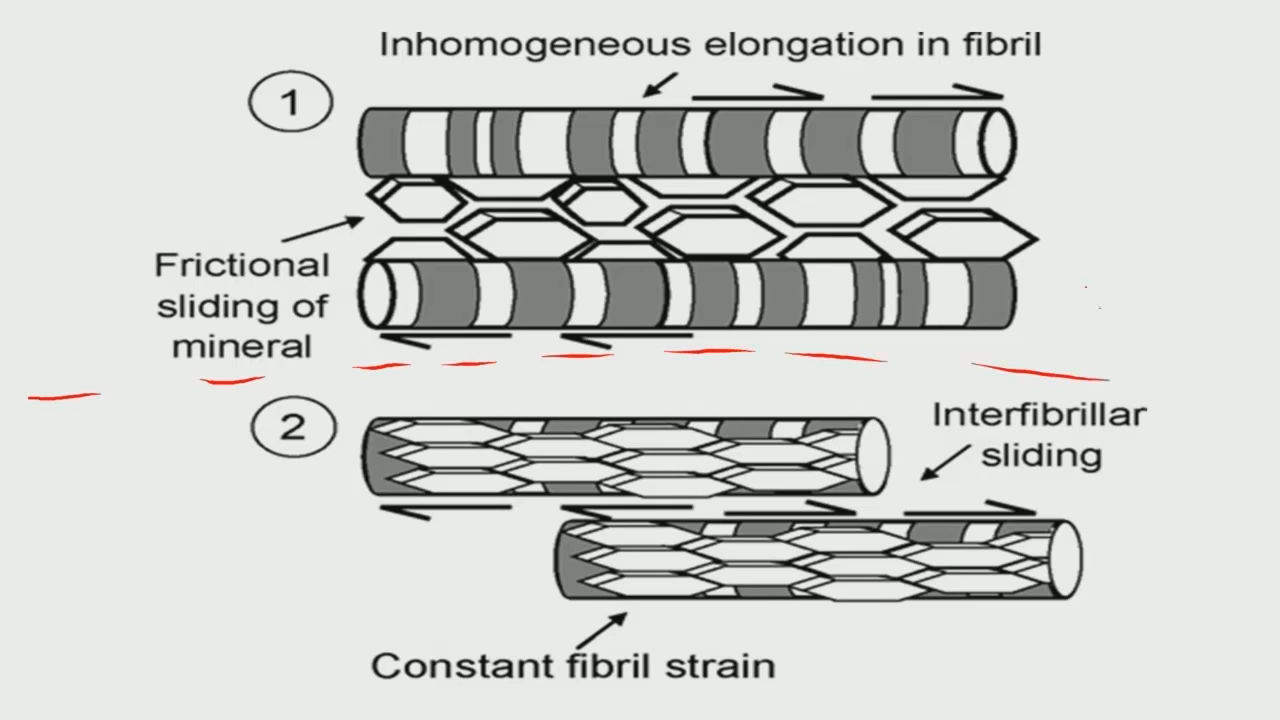 Inhomogeneous elongation in fibril
1
Frictional
sliding of
mineral
2
Interfibrillar
sliding
Constant fibril strain